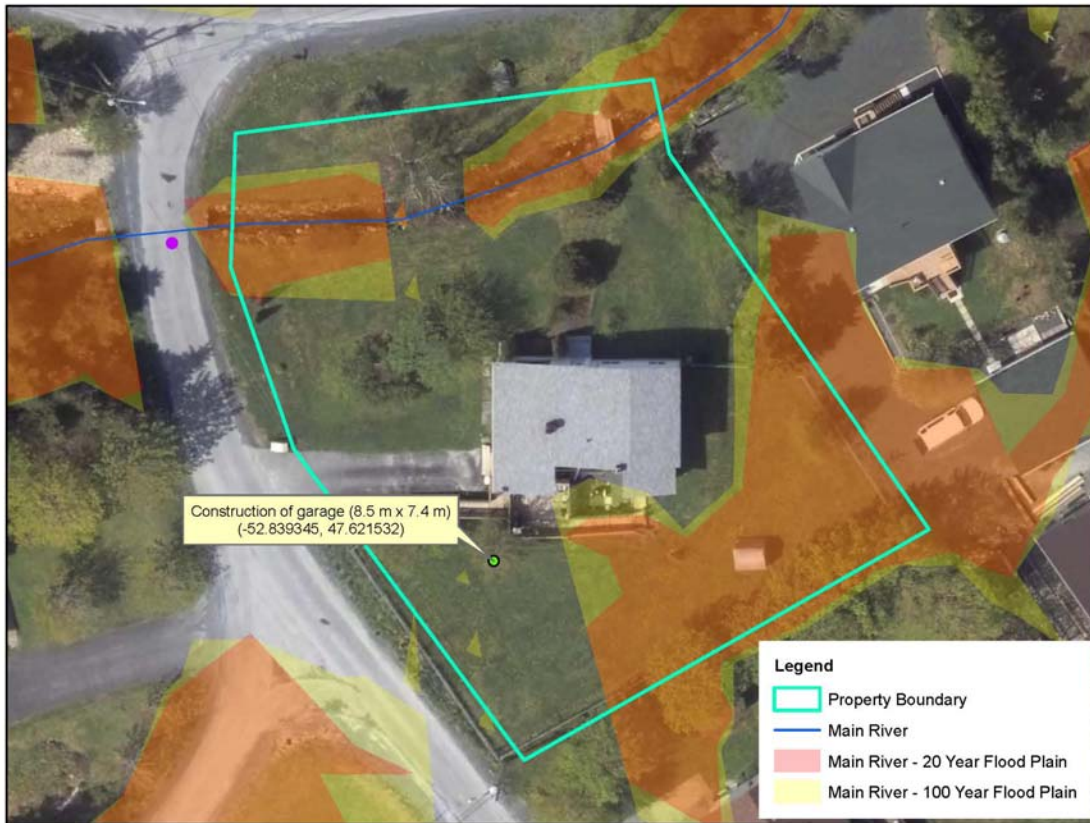 Construction of garage (8.5 m x 7.4 m)
(-52.839345, 47.621532)
Legend
Property Boundary
Main River
Main River - 20 Year Flood Plain
Main River - 100 Year Flood Plain